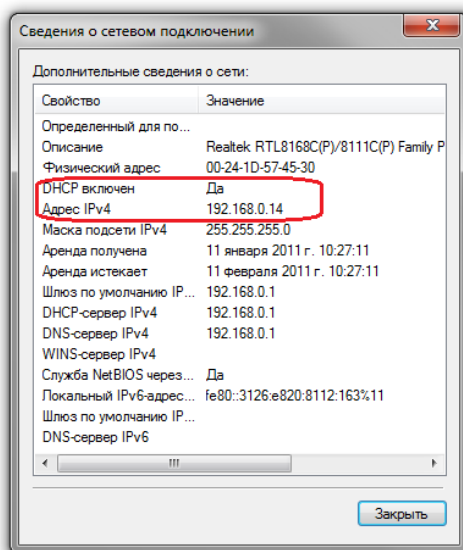 Сведения о сетевом подключении
Дополнительные сведения о сети:
Свойство Значение
Определенный для по...
Описание Realtek RTL8168C(P)/8111C(P) Family P
Физический адрес 00-24-1D-57-45-30
DHCP включен Да
Адрес IPv4 192.168.0.14
Маска подсети IPv4 255.255.255.0
Аренда получена 11 января 2011 г. 10:27:11
Аренда истекает 11 февраля 2011 г. 10:27:11
Шлюз по умолчанию IP... 192.168.0.1
DHCP-сервер IPv4 192.168.0.1
DNS-сервер IPv4 192.168.0.1
WINS-сервер IPv4
Служба NetBIOS через... Да
Локальный IPv6-адрес... fe80::3126:e820:8112:163%11
Шлюз по умолчанию IP...
DNS-сервер IPv6
Закрыть